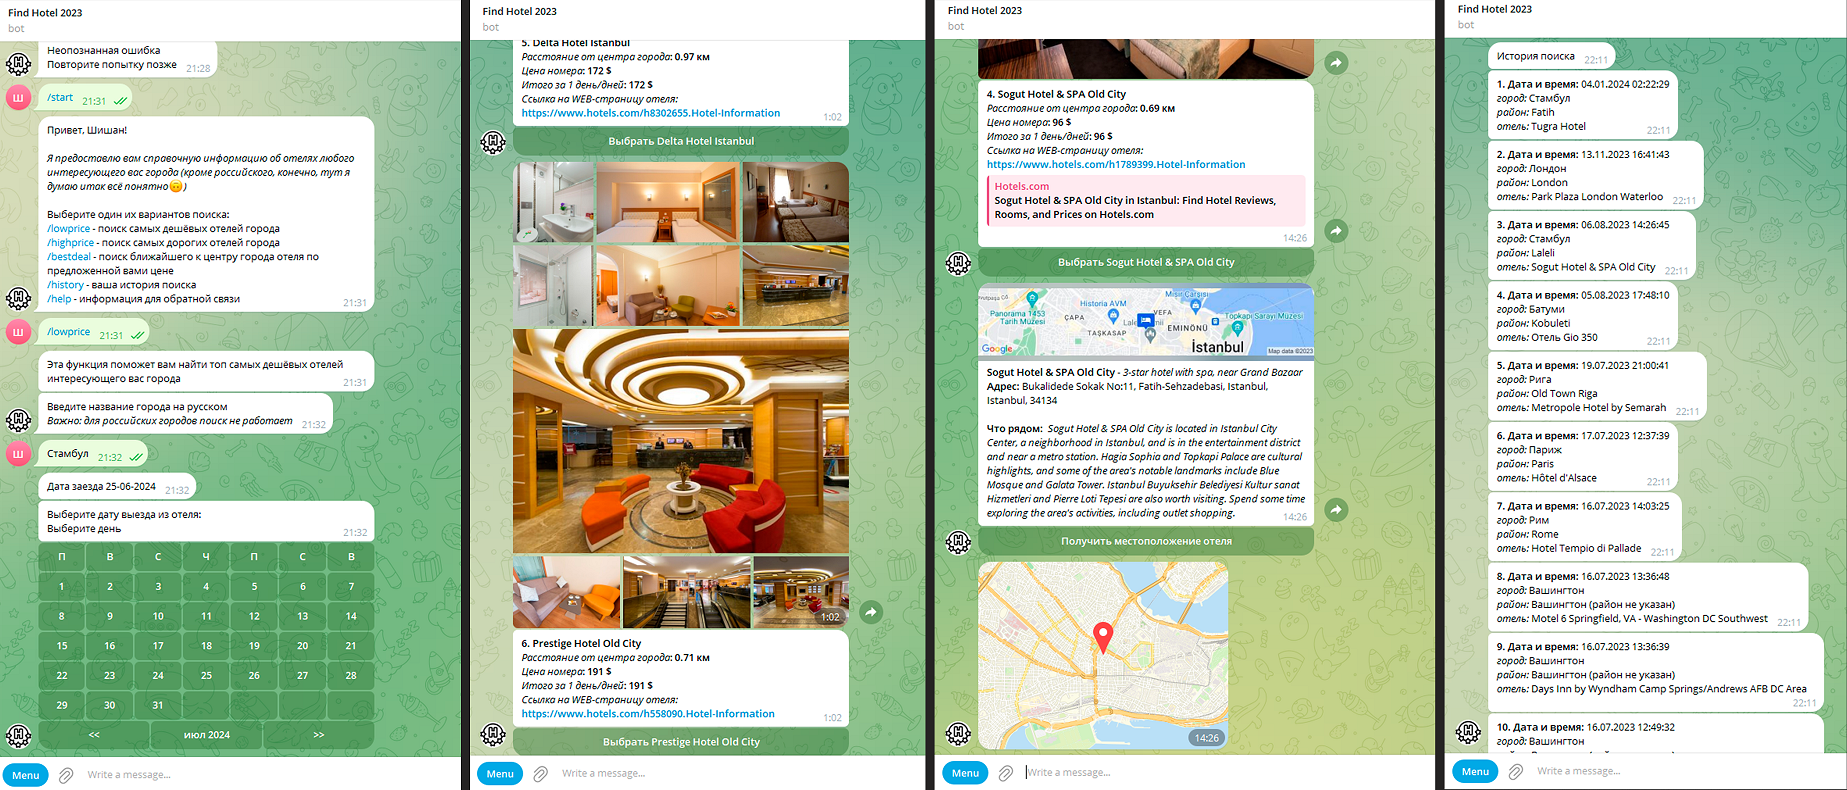 Find Hotel 2023
bot
Неопознанная ошибка
Повторите попытку позже
21:28
Ш
/start
21:31
Привет, Шишан!
Я предоставлю вам справочную информацию об отелях любого
интересующего вас города (кроме российского, конечно, тут я
думаю итак всё понятно🙃)
Выберите один их вариантов поиска:
/lowprice - поиск самых дешёвых отелей города
/highprice - поиск самых дорогих отелей города
/bestdeal - поиск ближайшего к центру города отеля по
предложенной вами цене
/history - ваша история поиска
/help - информация для обратной связи
21:31
Ш
/lowprice
21:31
Эта функция поможет вам найти топ самых дешёвых отелей
интересующего вас города
21:31
Введите название города на русском
Важно: для российских городов поиск не работает
21:32
Ш
Стамбул
21:32
Дата заезда 25-06-2024
21:32
Выберите дату выезда из отеля:
Выберите день
21:32
П В С Ч П С В
1 2 3 4 5 6 7
8 9 10 11 12 13 14
15 16 17 18 19 20 21
22 23 24 25 26 27 28
29 30 31
<< июл 2024 >>
Menu
Write a message...
Find Hotel 2023
bot
5. Delta Hotel Istanbul
Расстояние от центра города: 0.97 км
Цена номера: 172 $
Итого за 1 день/дней: 172 $
Ссылка на WEB-страницу отеля:
https://www.hotels.com/h8302655.Hotel-Information
1:02
Выбрать Delta Hotel Istanbul
1:02
6. Prestige Hotel Old City
Расстояние от центра города: 0.71 км
Цена номера: 191 $
Итого за 1 день/дней: 191 $
Ссылка на WEB-страницу отеля:
https://www.hotels.com/h558090.Hotel-Information
1:02
Выбрать Prestige Hotel Old City
Menu
Write a message...
Find Hotel 2023
bot
4. Sogut Hotel & SPA Old City
Расстояние от центра города: 0.69 км
Цена номера: 96 $
Итого за 1 день/дней: 96 $
Ссылка на WEB-страницу отеля:
https://www.hotels.com/h1789399.Hotel-Information
Hotels.com
Sogut Hotel & SPA Old City in Istanbul: Find Hotel Reviews,
Rooms, and Prices on Hotels.com
14:26
Выбрать Sogut Hotel & SPA Old City
Panorama 1453
Tarih Müzesi
Historia AVM
Mısır Çarşısı
ÇAPA
VEFA
TAŞKASAP
EMİNÖNÜ
Topkapı Sarayı Müzesi
İstanbul
Google
Map data ©2023
Sogut Hotel & SPA Old City - 3-star hotel with spa, near Grand Bazaar
Адрес: Bukalidede Sokak No:11, Fatih-Sehzadebasi, Istanbul,
Istanbul, 34134
Что рядом: Sogut Hotel & SPA Old City is located in Istanbul City
Center, a neighborhood in Istanbul, and is in the entertainment district
and near a metro station. Hagia Sophia and Topkapi Palace are cultural
highlights, and some of the area's notable landmarks include Blue
Mosque and Galata Tower. Istanbul Buyuksehir Belediyesi Kultur sanat
Hizmetleri and Pierre Loti Tepesi are also worth visiting. Spend some time
exploring the area's activities, including outlet shopping.
14:26
Получить местоположение отеля
14:26
Menu
Write a message...
Find Hotel 2023
bot
История поиска
22:11
1. Дата и время: 04.01.2024 02:22:29
город: Стамбул
район: Fatih
отель: Tugra Hotel
22:11
2. Дата и время: 13.11.2023 16:41:43
город: Лондон
район: London
отель: Park Plaza London Waterloo
22:11
3. Дата и время: 06.08.2023 14:26:45
город: Стамбул
район: Laleli
отель: Sogut Hotel & SPA Old City
22:11
4. Дата и время: 05.08.2023 17:48:10
город: Батуми
район: Kobuleti
отель: Отель Gio 350
22:11
5. Дата и время: 19.07.2023 21:00:41
город: Рига
район: Old Town Riga
отель: Metropole Hotel by Semarah
22:11
6. Дата и время: 17.07.2023 12:37:39
город: Париж
район: Paris
отель: Hôtel d'Alsace
22:11
7. Дата и время: 16.07.2023 14:03:25
город: Рим
район: Rome
отель: Hotel Tempio di Pallade
22:11
8. Дата и время: 16.07.2023 13:36:48
город: Вашингтон
район: Вашингтон (район не указан)
отель: Motel 6 Springfield, VA - Washington DC Southwest
22:11
9. Дата и время: 16.07.2023 13:36:39
город: Вашингтон
район: Вашингтон (район не указан)
отель: Days Inn by Wyndham Camp Springs/Andrews AFB DC Area
22:11
10. Дата и время: 16.07.2023 12:49:32
город: Вашингтон
Menu
Write a message...